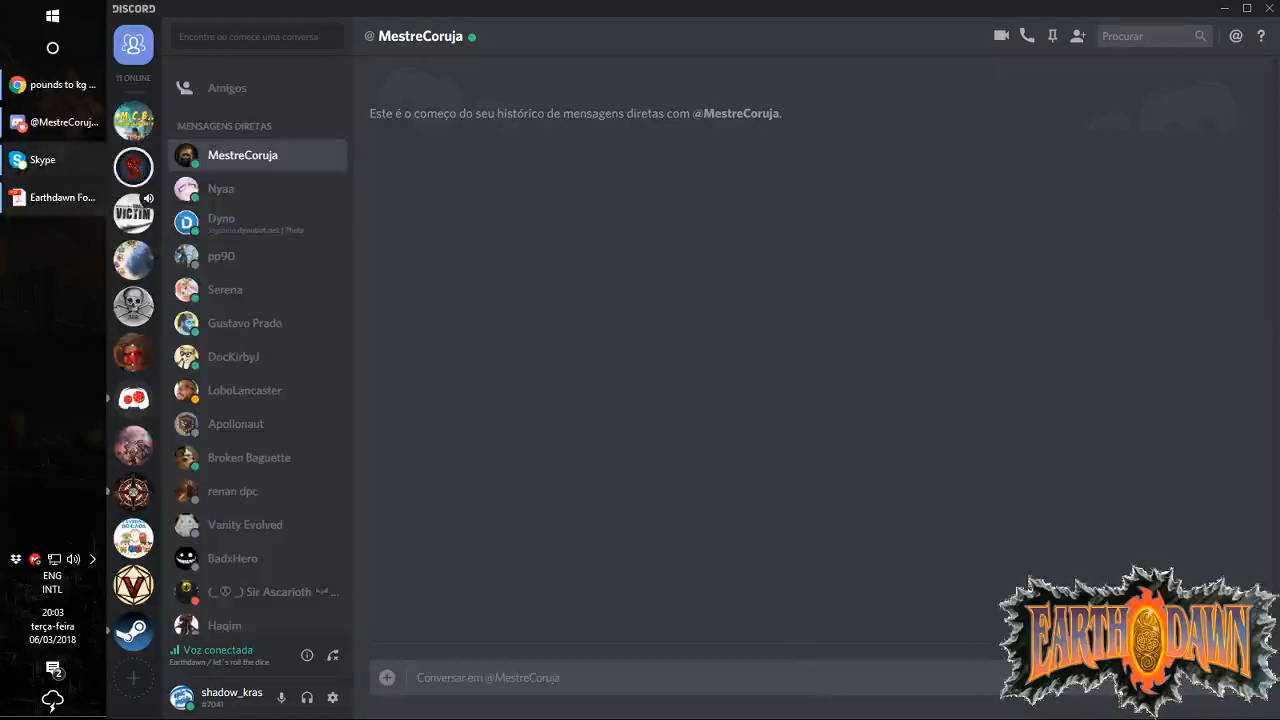 DISCORD
Encontre ou comece uma conversa
@ MestreCoruja
Procurar
11 ONLINE
Amigos
Este é o começo do seu histórico de mensagens diretas com @MestreCoruja.
MENSAGENS DIRETAS
MestreCoruja
Nyaa
Dyno
pp90
Serena
Gustavo Prado
DocKirbyJ
LoboLancaster
Apollonaut
Broken Baguette
renan dpc
Vanity Evolved
BadxHero
Sir Ascarioth
Haqim
Voz conectada
Earthdawn / let´s roll the dice
shadow_kras
#7041
Conversar em @MestreCoruja
pounds to kg ...
@MestreCoruj...
Skype
Earthdawn Fo...
M.C.B.
VICTIM
ENG
INTL
20:03
terça-feira
06/03/2018
2
EARTHDAWN